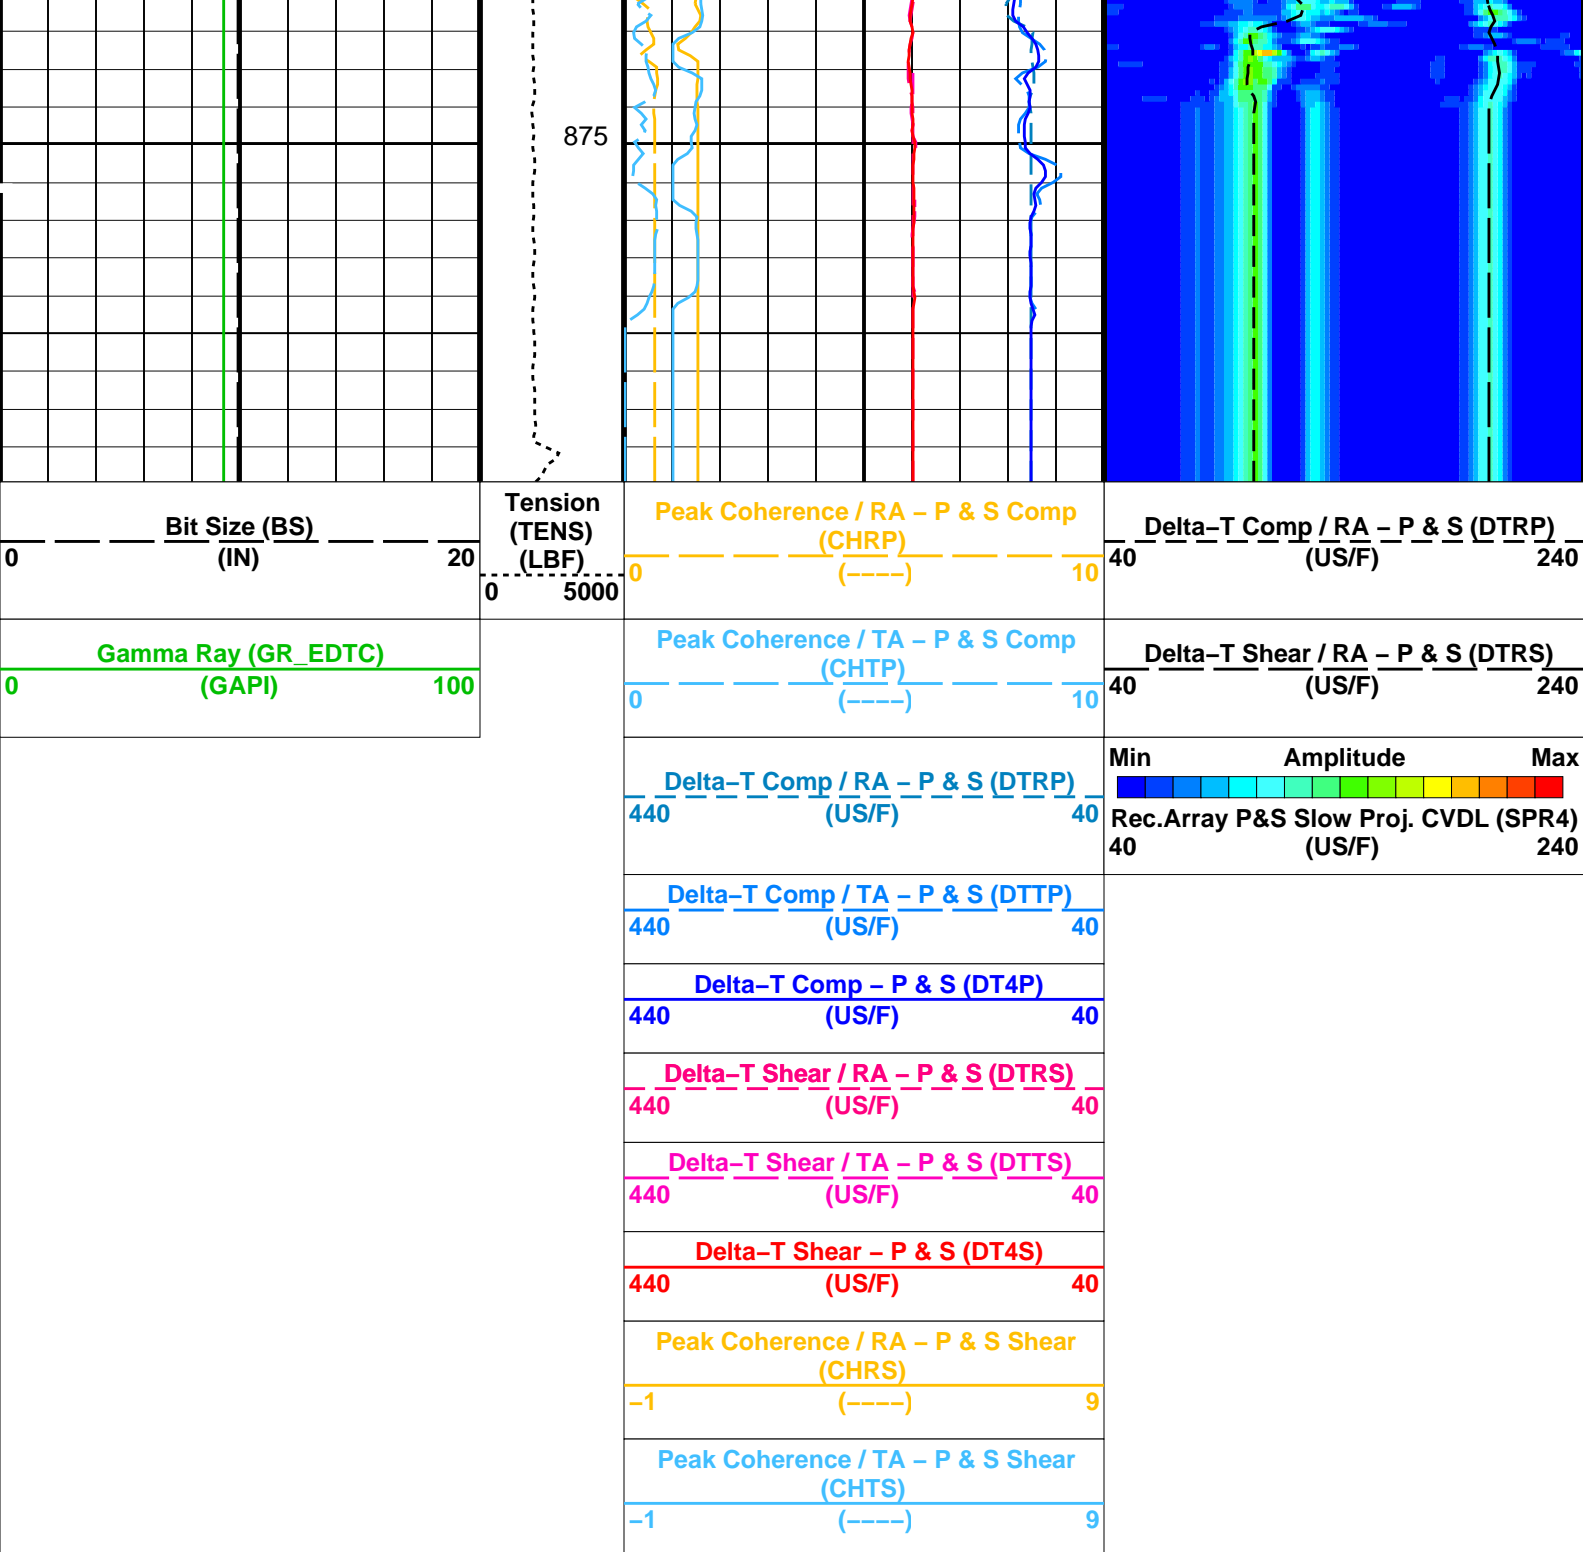 875
Bit Size (BS)
(IN)
0 20
Tension
(TENS)
(LBF)
0 5000
Peak Coherence / RA – P & S Comp
(CHRP)
(––––)
0 10
Delta–T Comp / RA – P & S (DTRP)
(US/F)
40 240
Gamma Ray (GR_EDTC)
(GAPI)
0 100
Peak Coherence / TA – P & S Comp
(CHTP)
(––––)
0 10
Delta–T Shear / RA – P & S (DTRS)
(US/F)
40 240
Delta–T Comp / RA – P & S (DTRP)
(US/F)
440 40
Min Amplitude Max
Rec.Array P&S Slow Proj. CVDL (SPR4)
40 (US/F) 240
Delta–T Comp / TA – P & S (DTTP)
440 (US/F) 40
Delta–T Comp – P & S (DT4P)
440 (US/F) 40
Delta–T Shear / RA – P & S (DTRS)
440 (US/F) 40
Delta–T Shear / TA – P & S (DTTS)
440 (US/F) 40
Delta–T Shear – P & S (DT4S)
440 (US/F) 40
Peak Coherence / RA – P & S Shear
(CHRS)
–1 (––––) 9
Peak Coherence / TA – P & S Shear
(CHTS)
–1 (––––) 9